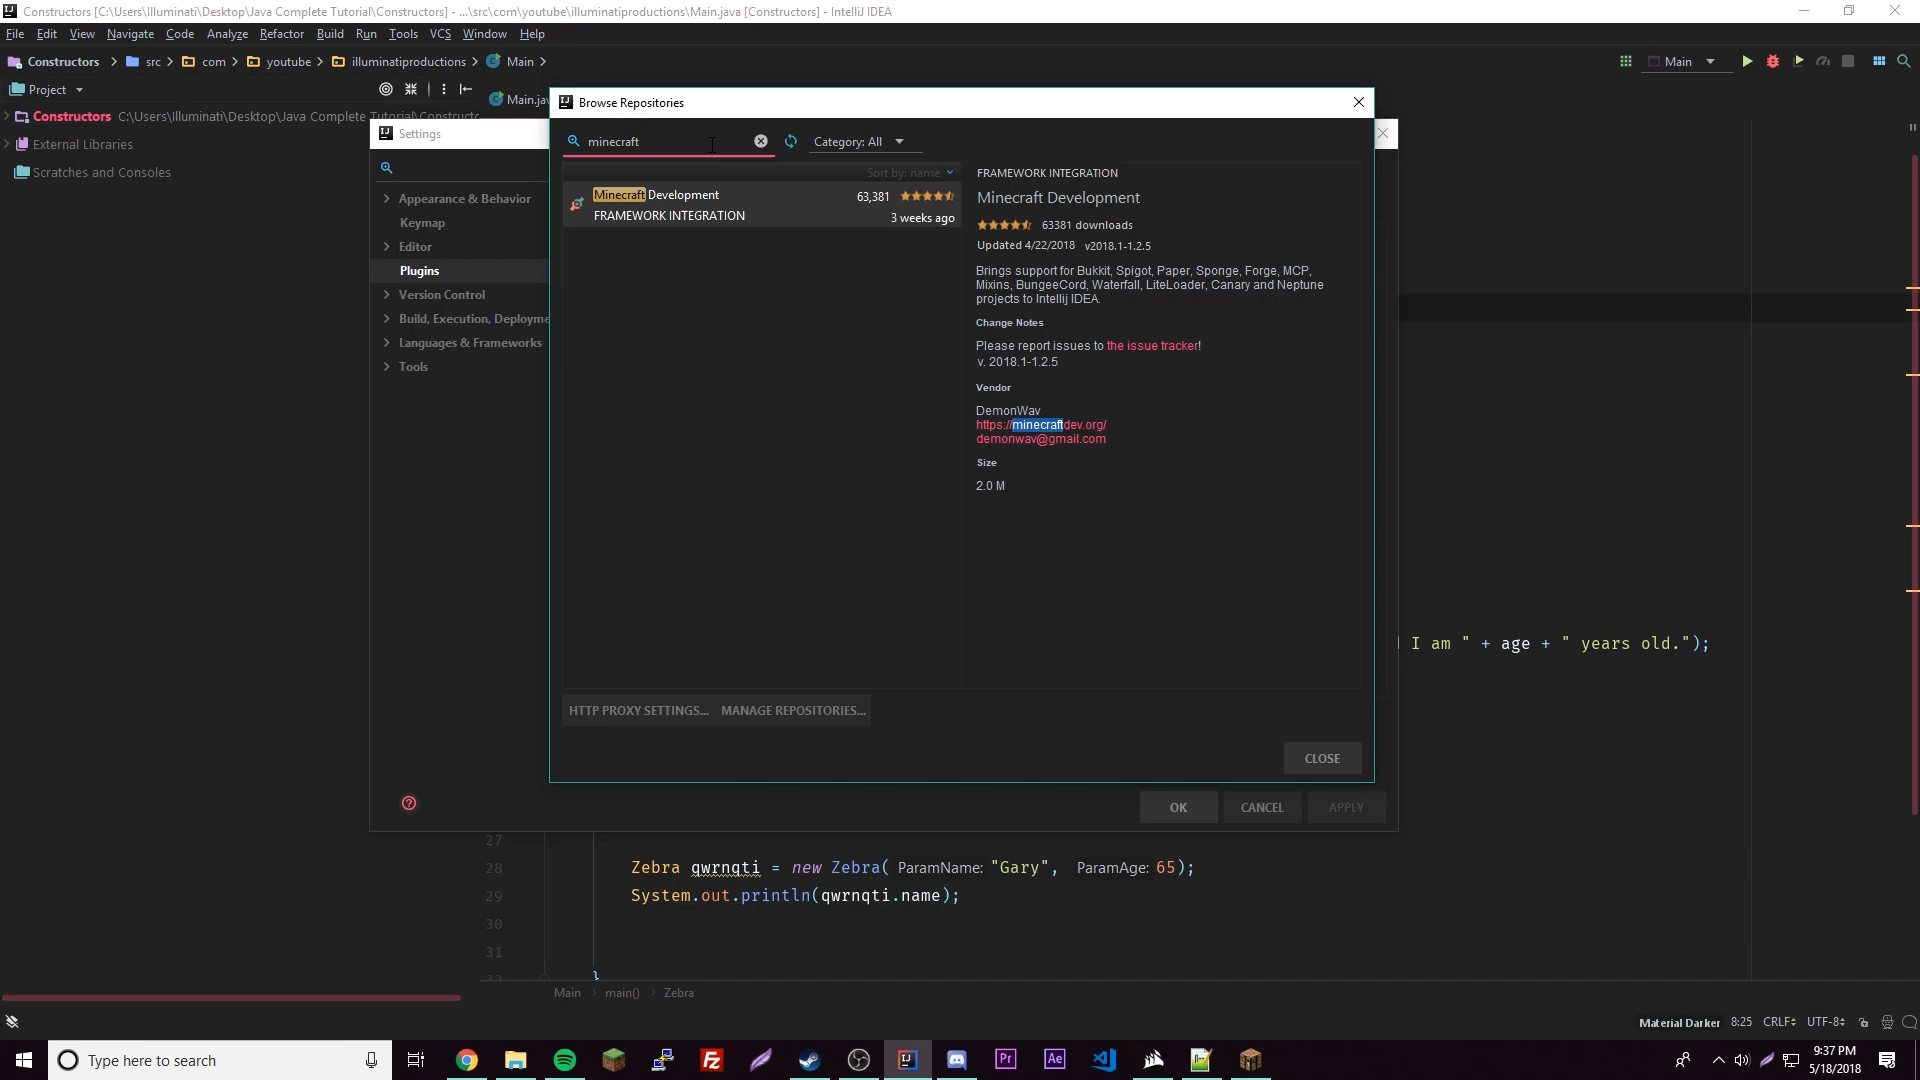 Constructors [C:\Users\Illuminati\Desktop\Java Complete Tutorial\Constructors] - ...\src\com\youtube\illuminatiproductions\Main.java [Constructors] - IntelliJ IDEA
File Edit View Navigate Code Analyze Refactor Build Run Tools VCS Window Help
Constructors src com youtube illuminatiproductions Main
Main
Project
Main.jav
Constructors C:\Users\Illuminati\Desktop\Java Complete Tutorial\Constructo
External Libraries
Scratches and Consoles
Settings
Appearance & Behavior
Keymap
Editor
Plugins
Version Control
Build, Execution, Deployme
Languages & Frameworks
Tools
Browse Repositories
minecraft
Category: All
Sort by: name
Minecraft Development 63,381
FRAMEWORK INTEGRATION 3 weeks ago
FRAMEWORK INTEGRATION
Minecraft Development
63381 downloads
Updated 4/22/2018 v2018.1-1.2.5
Brings support for Bukkit, Spigot, Paper, Sponge, Forge, MCP,
Mixins, BungeeCord, Waterfall, LiteLoader, Canary and Neptune
projects to Intellij IDEA.
Change Notes
Please report issues to the issue tracker!
v. 2018.1-1.2.5
Vendor
DemonWav
https://minecraftdev.org/
demonwav@gmail.com
Size
2.0 M
HTTP PROXY SETTINGS... MANAGE REPOSITORIES...
CLOSE
OK CANCEL APPLY
I am " + age + " years old.");
27
28 Zebra qwrnqti = new Zebra( ParamName: "Gary", ParamAge: 65);
29 System.out.println(qwrnqti.name);
30
31
32 }
Main main() Zebra
Material Darker 8:25 CRLF UTF-8
Type here to search
9:37 PM
5/18/2018